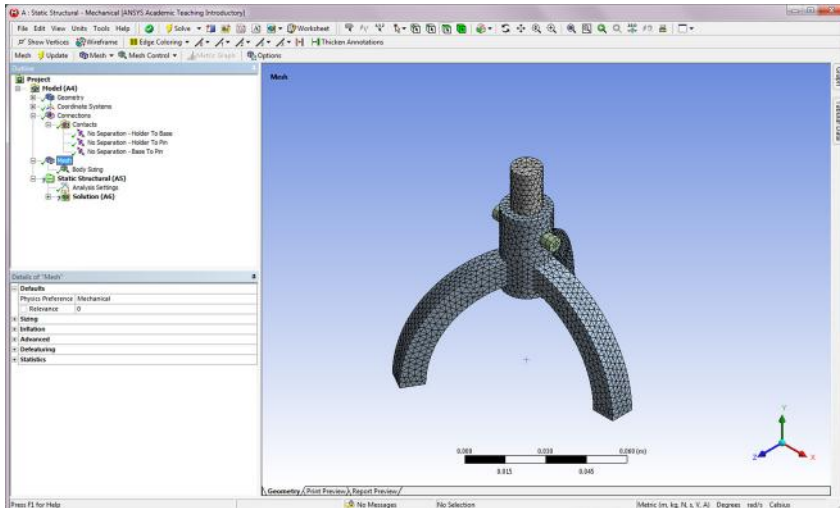 A : Static Structural - Mechanical [ANSYS Academic Teaching Introductory]
File Edit View Units Tools Help Solve Worksheet
Show Vertices Wireframe Edge Coloring Thicken Annotations
Mesh Update Mesh Mesh Control Metric Graph Options
Outline
Project
Model (A4)
Geometry
Coordinate Systems
Connections
Contacts
No Separation - Holder To Base
No Separation - Holder To Pin
No Separation - Base To Pin
Mesh
Body Sizing
Static Structural (A5)
Analysis Settings
Solution (A6)
Details of "Mesh"
Defaults
Physics Preference Mechanical
Relevance 0
Sizing
Inflation
Advanced
Defeaturing
Statistics
Mesh
Graph
Tabular Data
Y
Z X
0.000 0.030 0.060 (m)
0.015 0.045
Geometry Print Preview Report Preview
Press F1 for Help No Messages No Selection Metric (m, kg, N, s, V, A) Degrees rad/s Celsius